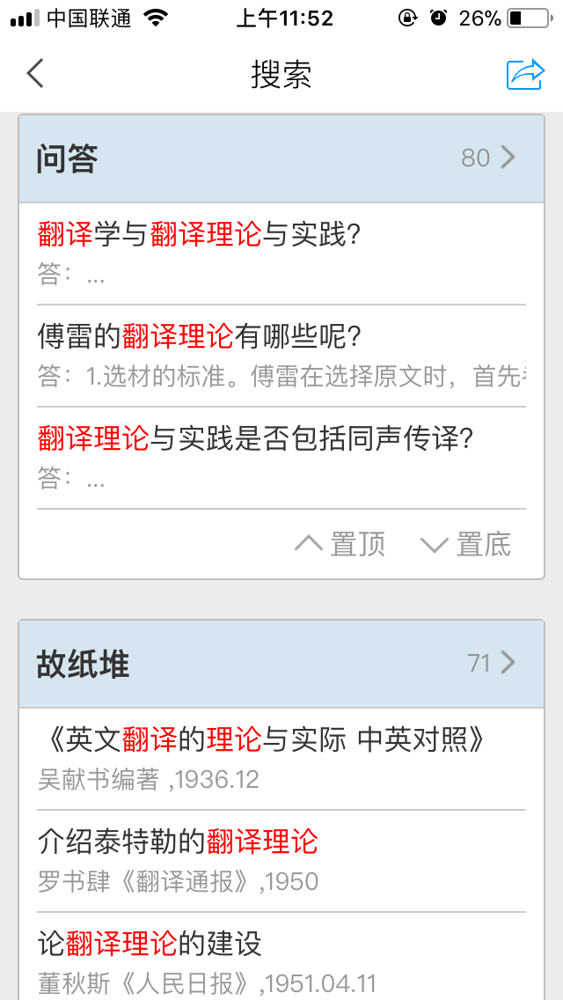 中国联通 上午11:52 26%
搜索
问答 80
翻译学与翻译理论与实践?
答：...
傅雷的翻译理论有哪些呢?
答：1.选材的标准。傅雷在选择原文时，首先
翻译理论与实践是否包括同声传译?
答：...
置顶 置底
故纸堆 71
《英文翻译的理论与实际 中英对照》
吴献书编著 ,1936.12
介绍泰特勒的翻译理论
罗书肆《翻译通报》,1950
论翻译理论的建设
董秋斯《人民日报》,1951.04.11